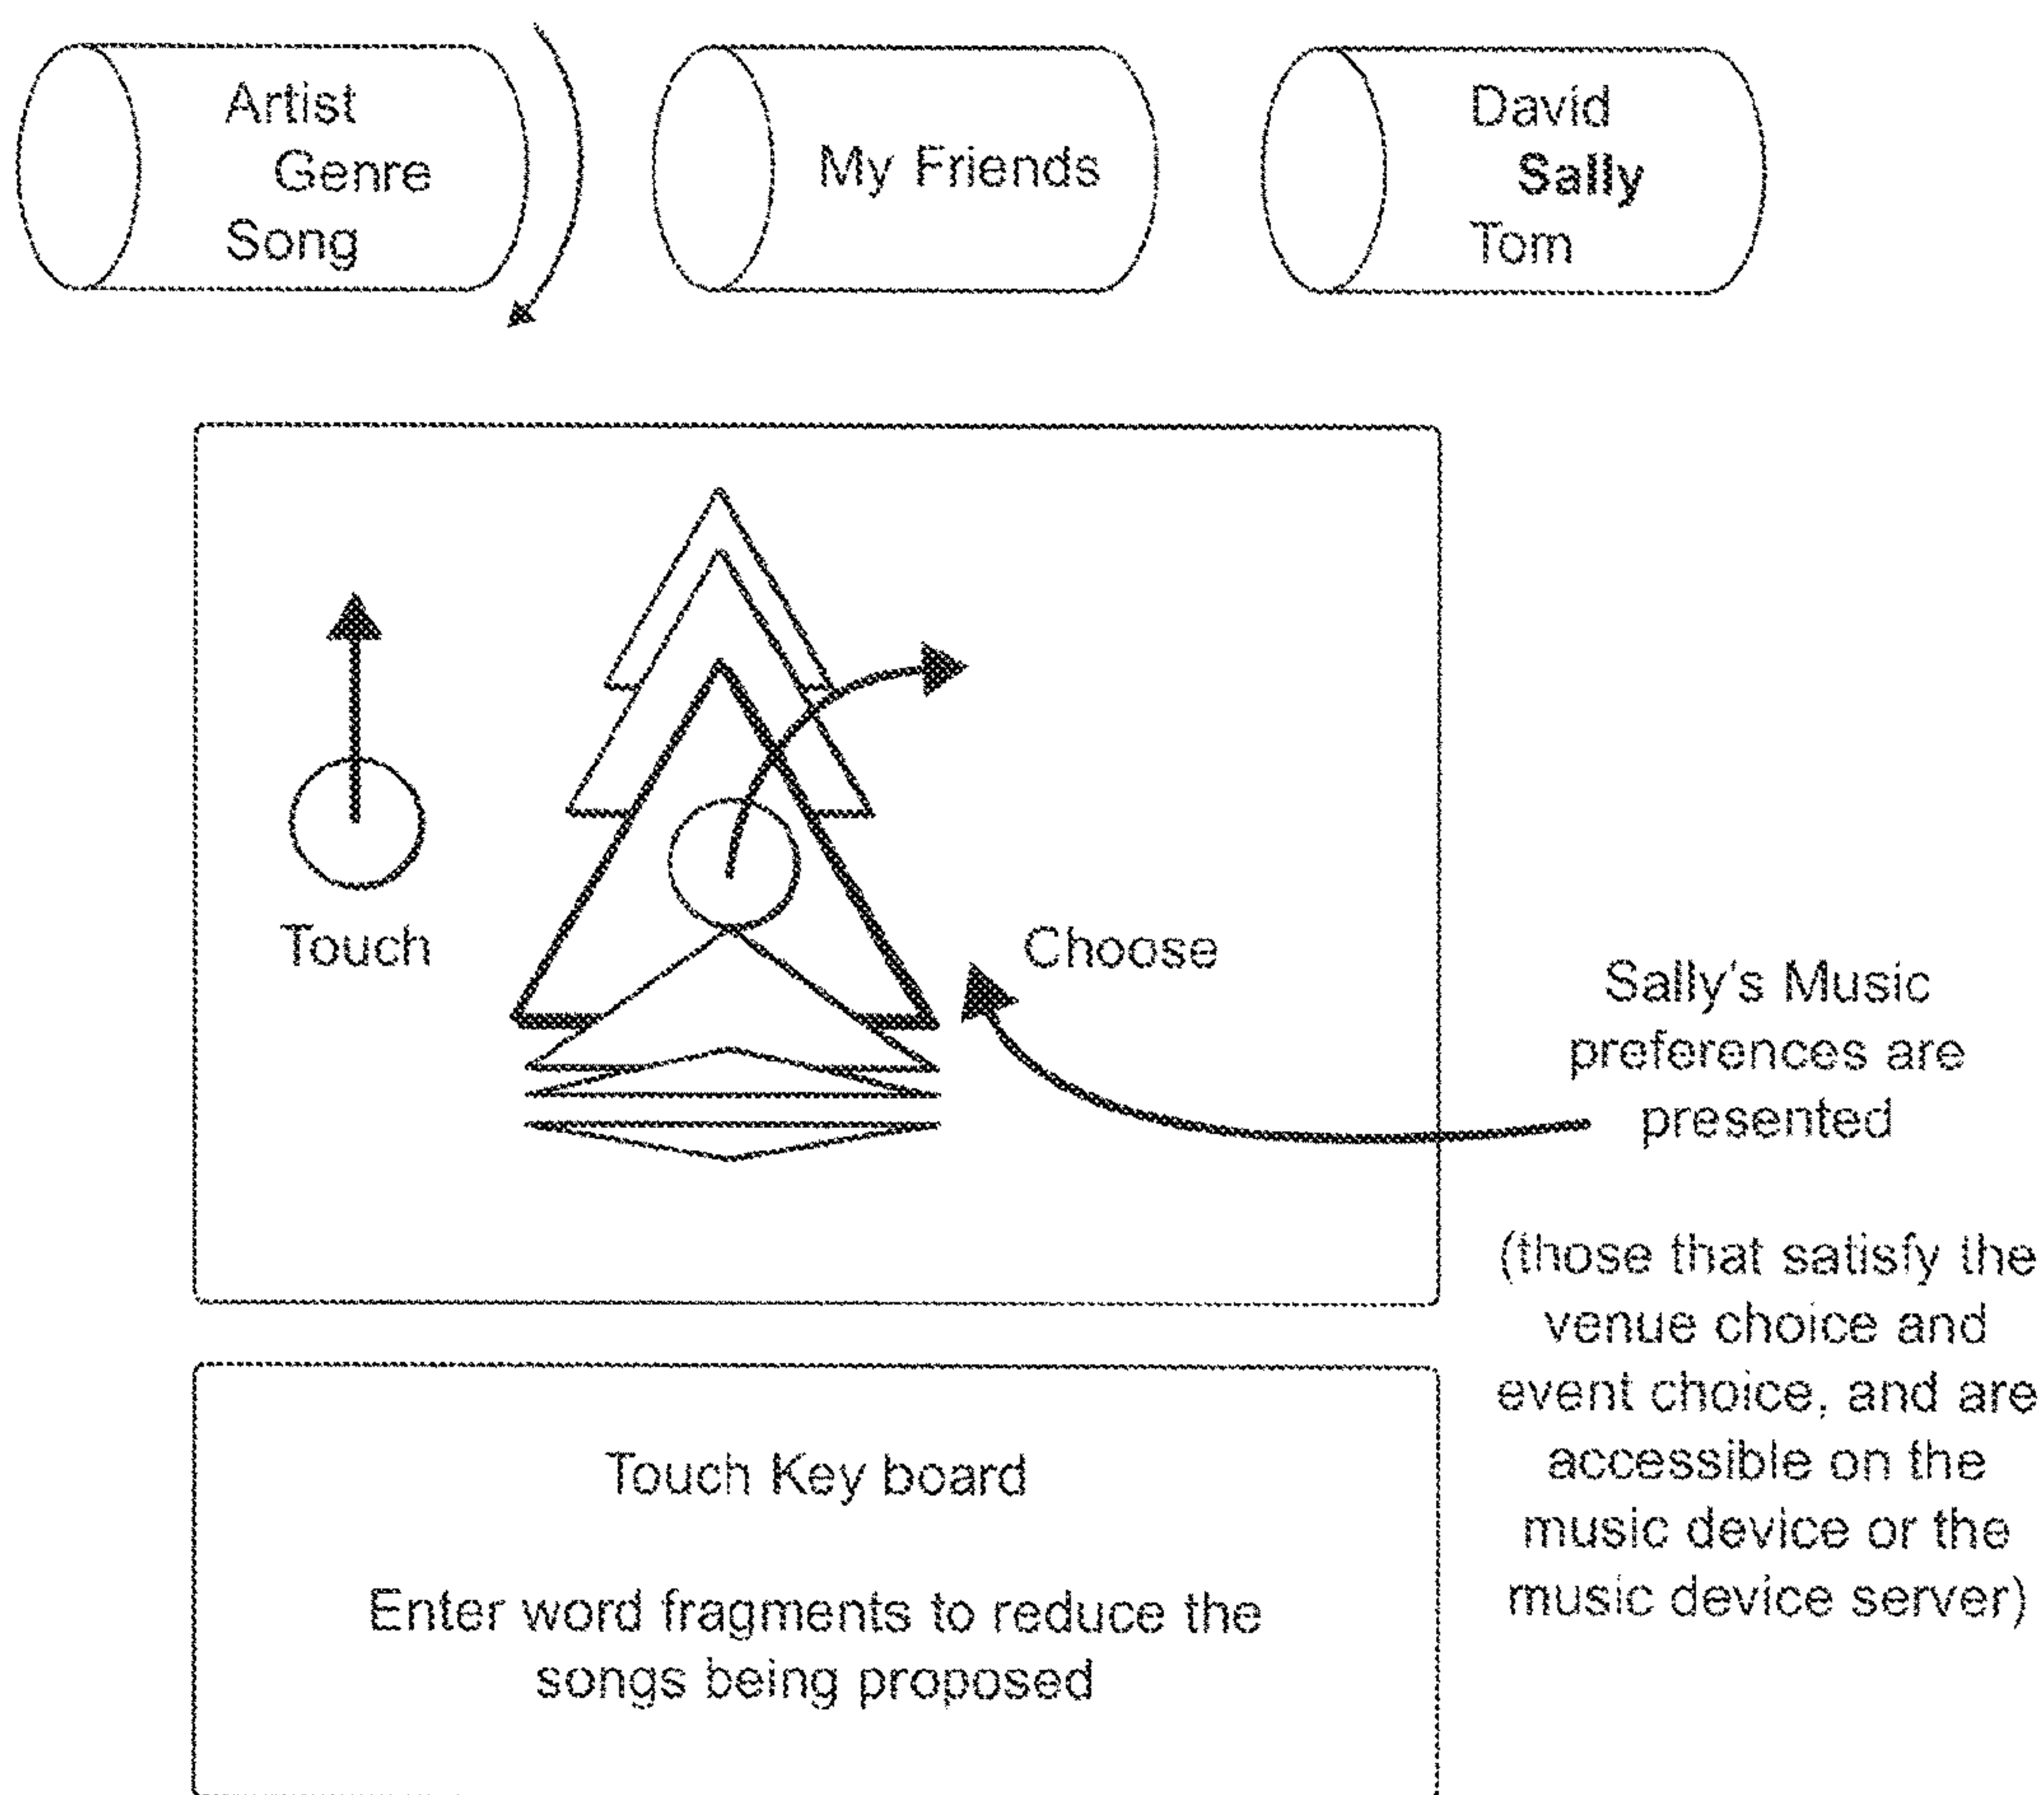 Artist
Genre
Song
My Friends
David
Sally
Tom
Touch
Choose
Sally's Music
preferences are
presented
(those that satisfy the
venue choice and
event choice, and are
accessible on the
music device or the
music device server)
Touch Key board
Enter word fragments to reduce the
songs being proposed